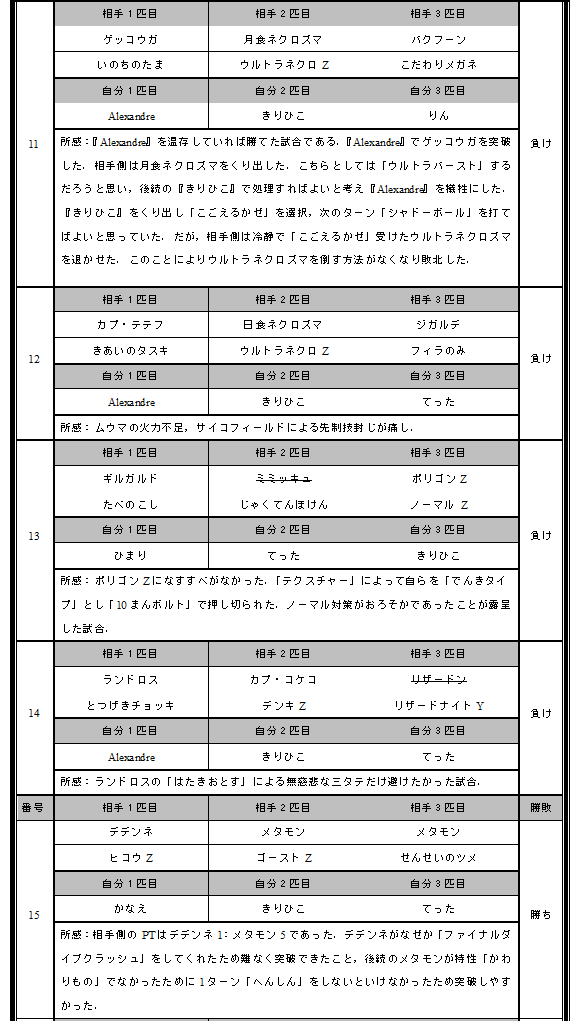 相手 1 匹目 相手 2 匹目 相手 3 匹目
ゲッコウガ 月食ネクロズマ バクフーン
いのちのたま ウルトラネクロ Z こだわりメガネ
自分 1 匹目 自分 2 匹目 自分 3 匹目
Alexandre きりひこ りん
11 負け
所感：『Alexandre』を温存していれば勝てた試合である．『Alexandre』でゲッコウガを突破
した．相手側は月食ネクロズマをくり出した．こちらとしては「ウルトラバースト」する
だろうと思い，後続の『きりひこ』で処理すればよいと考え『Alexandre』を犠牲にした．
『きりひこ』をくり出し「こごえるかぜ」を選択，次のターン「シャドーボール」を打て
ばよいと思っていた．だが，相手側は冷静で「こごえるかぜ」受けたウルトラネクロズマ
を退かせた．このことによりウルトラネクロズマを倒す方法がなくなり敗北した．
相手 1 匹目 相手 2 匹目 相手 3 匹目
カプ・テテフ 日食ネクロズマ ジガルデ
きあいのタスキ ウルトラネクロ Z フィラのみ
12 負け
自分 1 匹目 自分 2 匹目 自分 3 匹目
Alexandre きりひこ てった
所感：ムウマの火力不足，サイコフィールドによる先制技封じが痛し．
相手 1 匹目 相手 2 匹目 相手 3 匹目
ギルガルド ミミッキュ ポリゴン Z
たべのこし じゃくてんほけん ノーマル Z
自分 1 匹目 自分 2 匹目 自分 3 匹目
13 負け
ひまり てった きりひこ
所感：ポリゴン Z になすすべがなかった．「テクスチャー」によって自らを「でんきタイ
プ」とし「10 まんボルト」で押し切られた．ノーマル対策がおろそかであったことが露呈
した試合．
相手 1 匹目 相手 2 匹目 相手 3 匹目
ランドロス カプ・コケコ リザードン
とつげきチョッキ デンキ Z リザードナイト Y
14 負け
自分 1 匹目 自分 2 匹目 自分 3 匹目
Alexandre きりひこ てった
所感：ランドロスの「はたきおとす」による無慈悲な三タテだけ避けたかった試合．
番号 相手 1 匹目 相手 2 匹目 相手 3 匹目 勝敗
デデンネ メタモン メタモン
ヒコウ Z ゴースト Z せんせいのツメ
自分 1 匹目 自分 2 匹目 自分 3 匹目
かなえ きりひこ てった
15 勝ち
所感：相手側の PTはデデンネ 1：メタモン 5 であった．デデンネがなぜか「ファイナルダ
イブクラッシュ」をしてくれたため難なく突破できたこと，後続のメタモンが特性「かわ
りもの」でなかったために 1 ターン「へんしん」をしないといけなかったため突破しやす
かった．